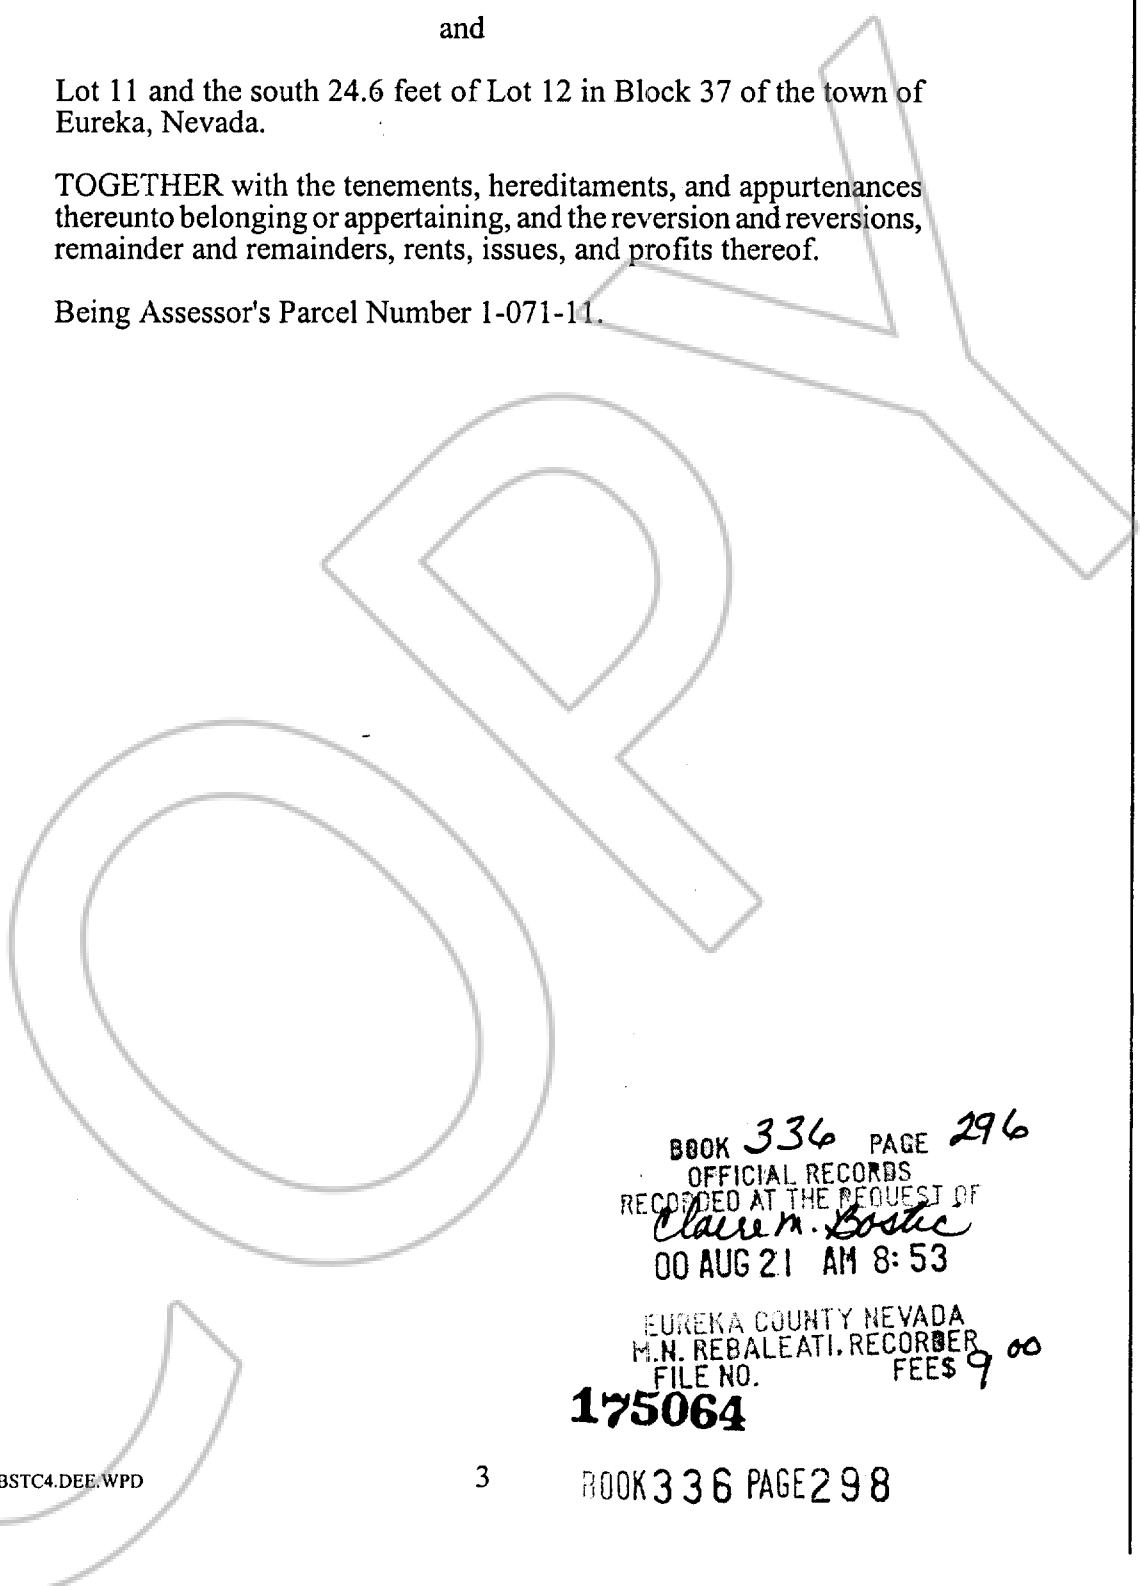 and
Lot 11 and the south 24.6 feet of Lot 12 in Block 37 of the town of
Eureka, Nevada.
TOGETHER with the tenements, hereditaments, and appurtenances
thereunto belonging or appertaining, and the reversion and reversions,
remainder and remainders, rents, issues, and profits thereof.
Being Assessor's Parcel Number 1-071-11.
COPY
BOOK 336 PAGE 296
OFFICIAL RECORDS
RECORDED AT THE REQUEST OF
Claire M. Bostic
00 AUG 21 AM 8:53
EUREKA COUNTY NEVADA
M.N. REBALEATI, RECORDER
FILE NO. FEE$ 9 00
175064
BSTC4.DEE.WPD 3 BOOK 336 PAGE 298